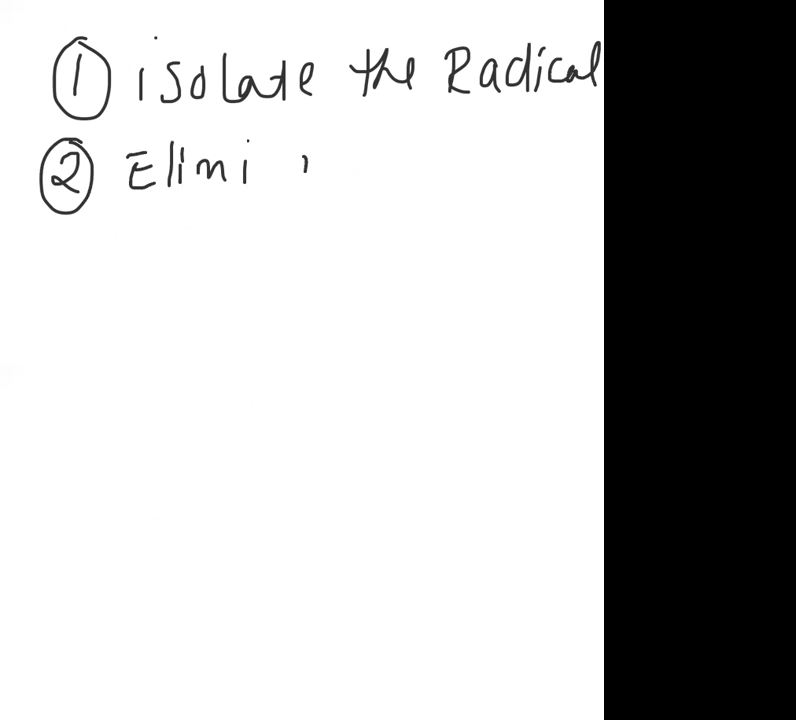 ① isolate the Radical
② Elimi